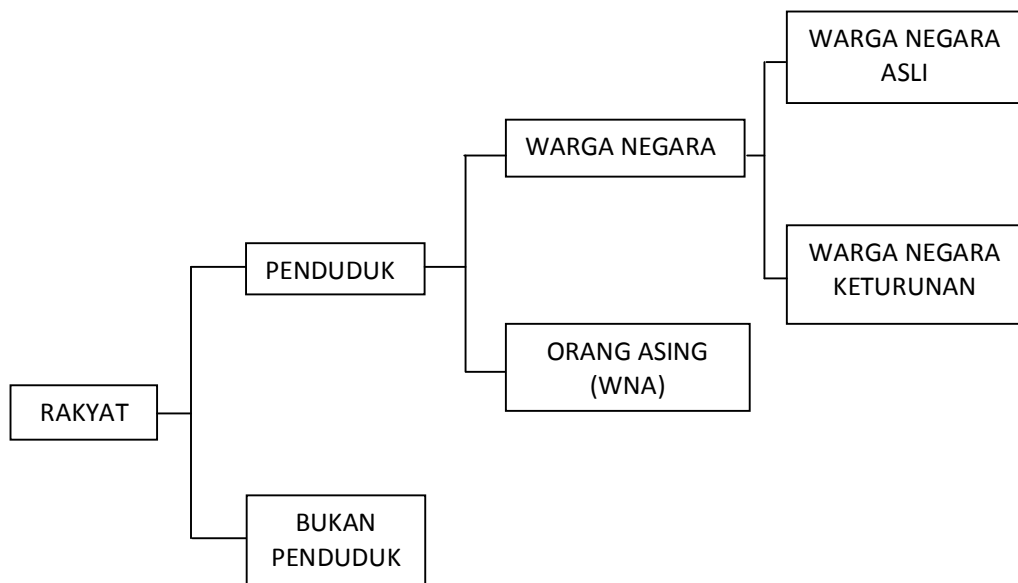 RAKYAT
PENDUDUK
BUKAN
PENDUDUK
WARGA NEGARA
ORANG ASING
(WNA)
WARGA NEGARA
ASLI
WARGA NEGARA
KETURUNAN